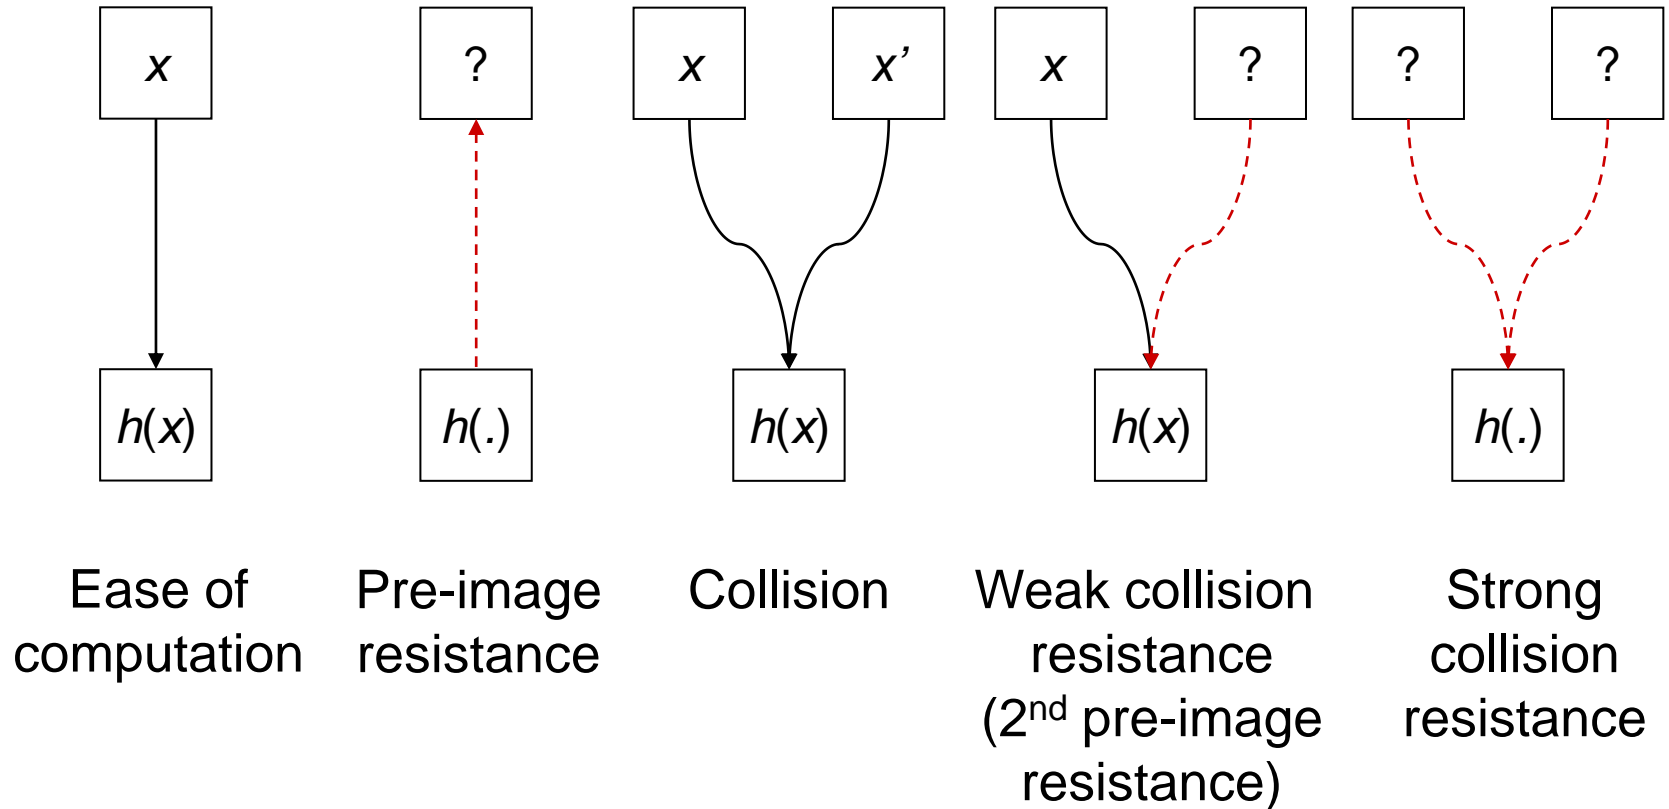 x
?
x
x’
x
?
?
?
h(x)
h(.)
h(x)
h(x)
h(.)
Ease of
computation
Pre-image
resistance
Collision
Weak collision
resistance
(2nd pre-image
resistance)
Strong
collision
resistance